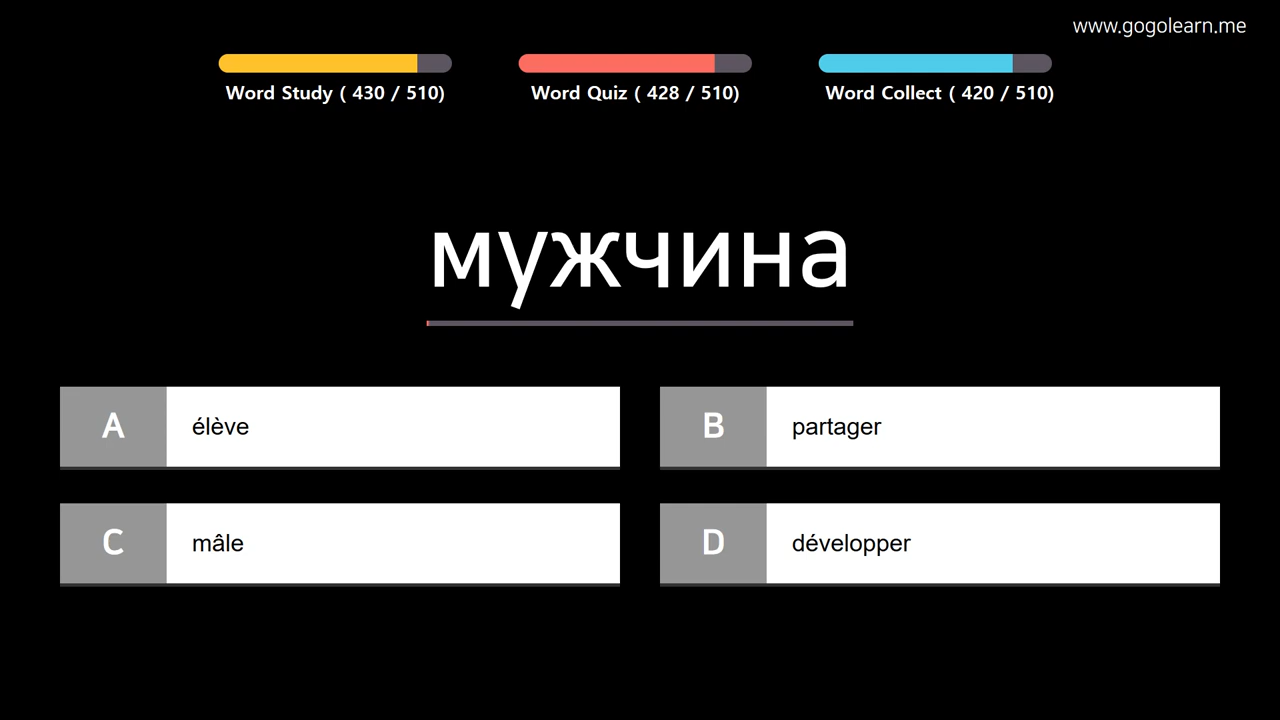 www.gogolearn.me
Word Study ( 430 / 510)
Word Quiz ( 428 / 510)
Word Collect ( 420 / 510)
мужчина
A élève
B partager
C mâle
D développer